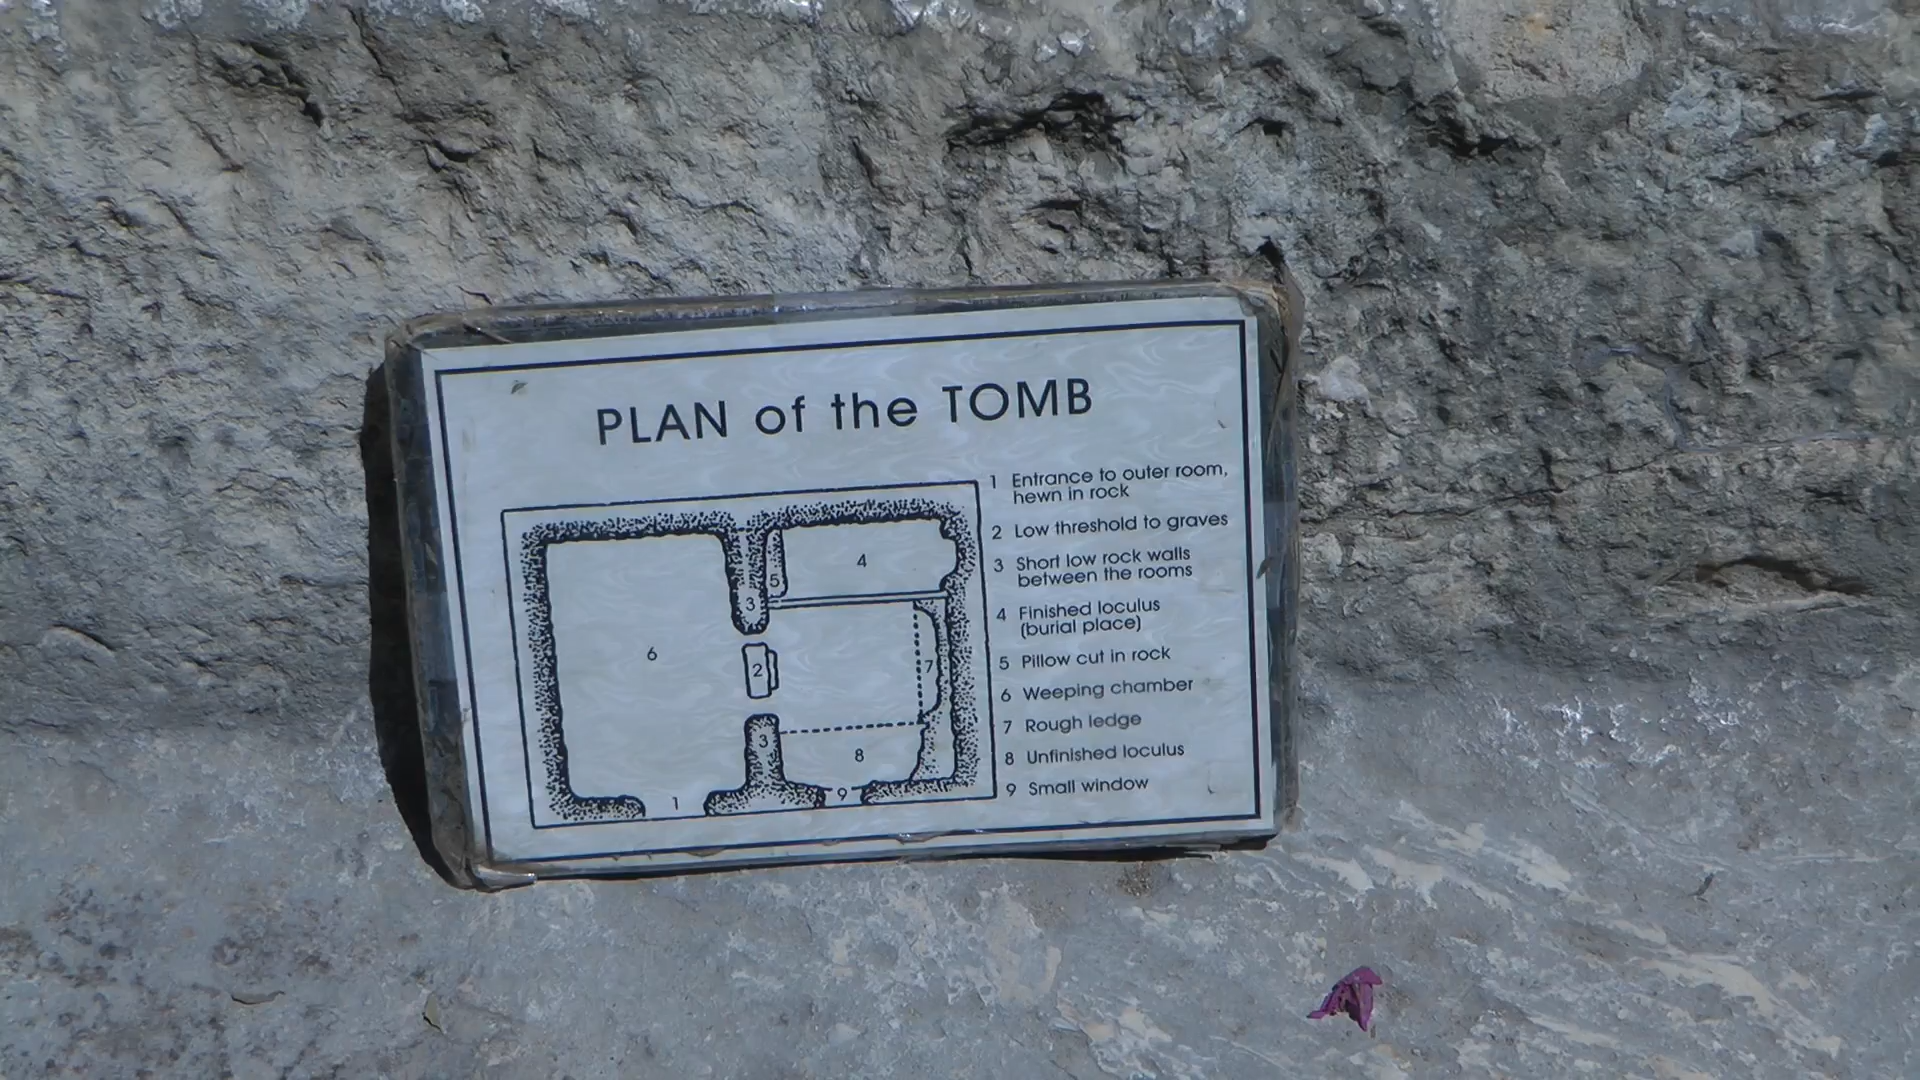 PLAN of the TOMB
1 Entrance to outer room,
hewn in rock
2 Low threshold to graves
3 Short low rock walls
between the rooms
4 Finished loculus
(burial place)
5 Pillow cut in rock
6 Weeping chamber
7 Rough ledge
8 Unfinished loculus
9 Small window
4
5
3
6
2
7
3
8
1
9